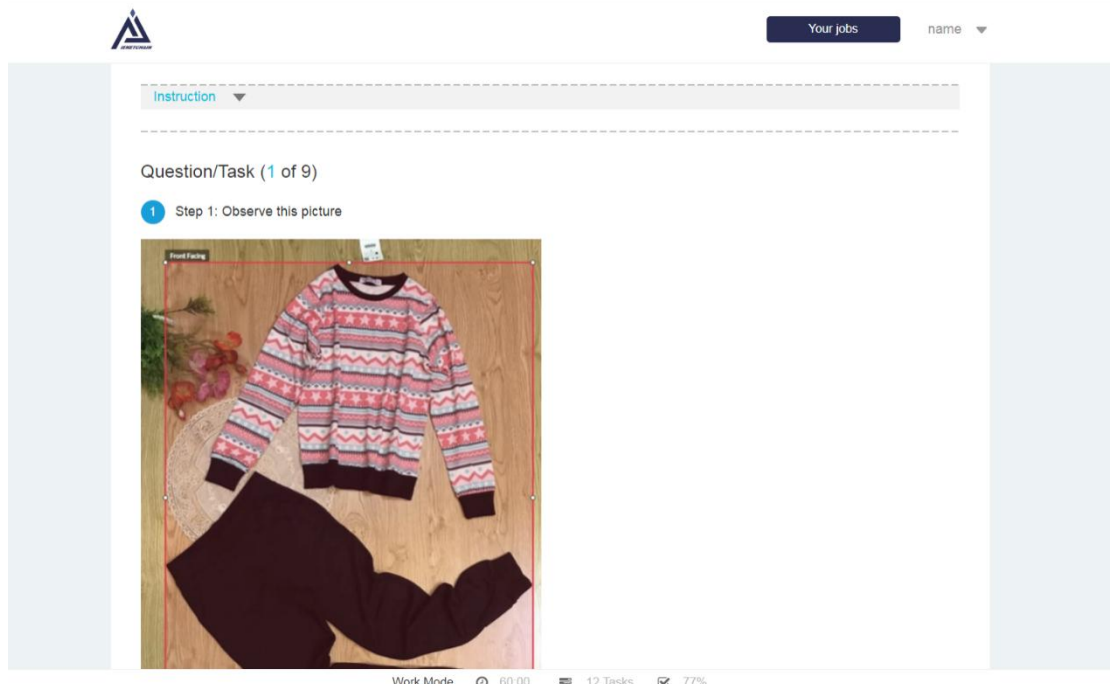 Your jobs
name
Instruction
Question/Task (1 of 9)
1
Step 1: Observe this picture
Front Facing
Work Mode
60:00
12 Tasks
77%